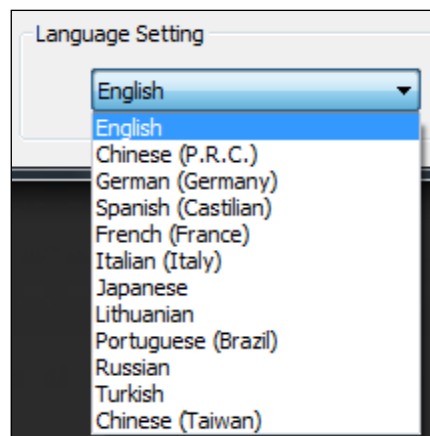 Language Setting
English
English
Chinese (P.R.C.)
German (Germany)
Spanish (Castilian)
French (France)
Italian (Italy)
Japanese
Lithuanian
Portuguese (Brazil)
Russian
Turkish
Chinese (Taiwan)